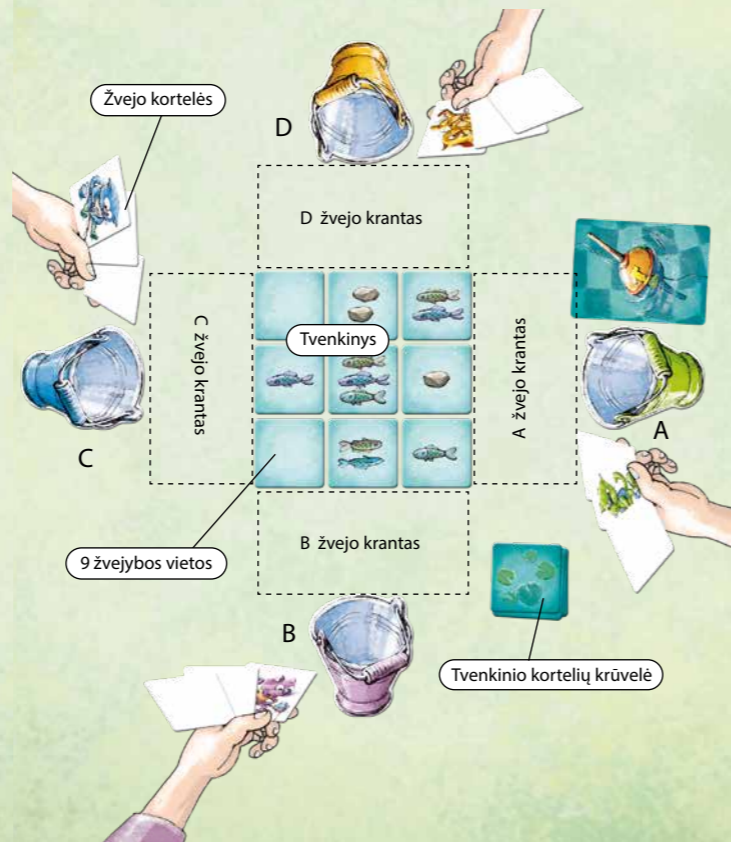 D
Žvejo kortelės
D žvejo krantas
C žvejo krantas
Tvenkinys
A žvejo krantas
A
C
9 žvejybos vietos
B žvejo krantas
B
Tvenkinio kortelių krūvelė